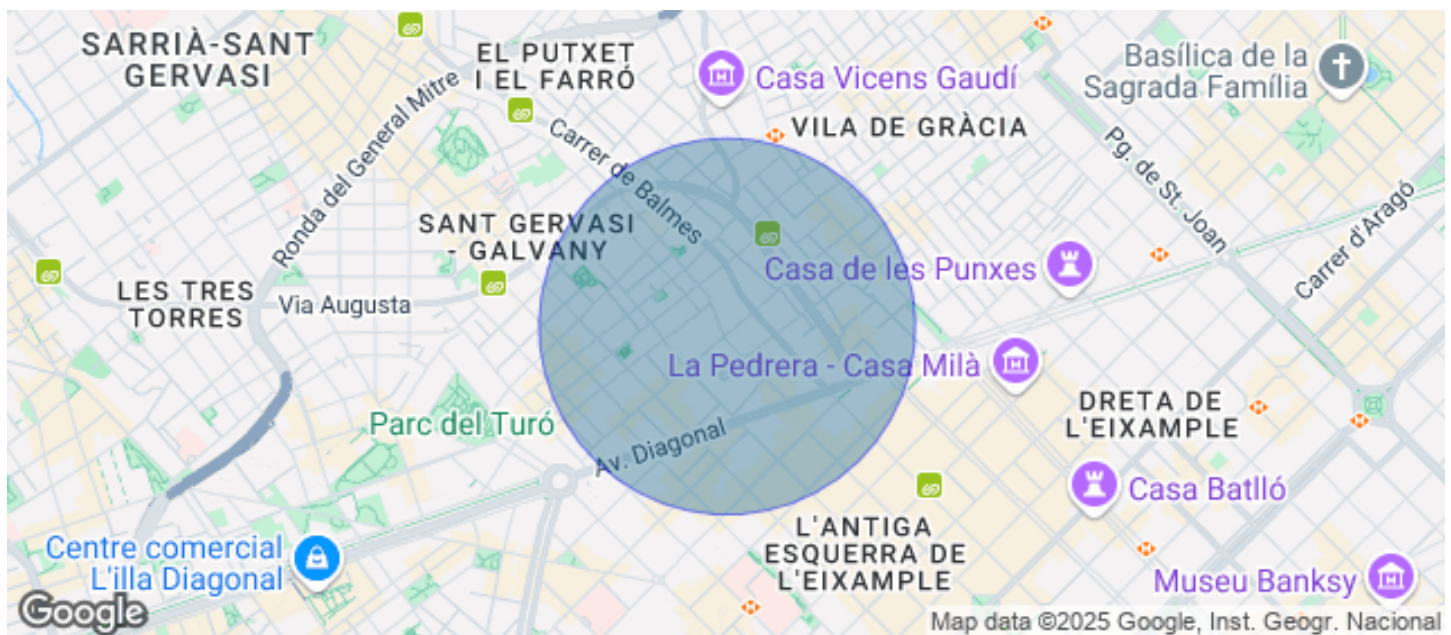 SARRIÀ-SANT
GERVASI
EL PUTXET
I EL FARRÓ
Casa Vicens Gaudí
Basílica de la
Sagrada Família
VILA DE GRÀCIA
Ronda del General Mitre
Carrer de Balmes
Pg. de St. Joan
Carrer d'Aragó
SANT GERVASI
- GALVANY
Casa de les Punxes
LES TRES
TORRES
Via Augusta
La Pedrera - Casa Milà
Parc del Turó
Av. Diagonal
DRETA DE
L'EIXAMPLE
Casa Batlló
L'ANTIGA
ESQUERRA DE
L'EIXAMPLE
Centre comercial
L'illa Diagonal
Museu Banksy
Google
Map data ©2025 Google, Inst. Geogr. Nacional